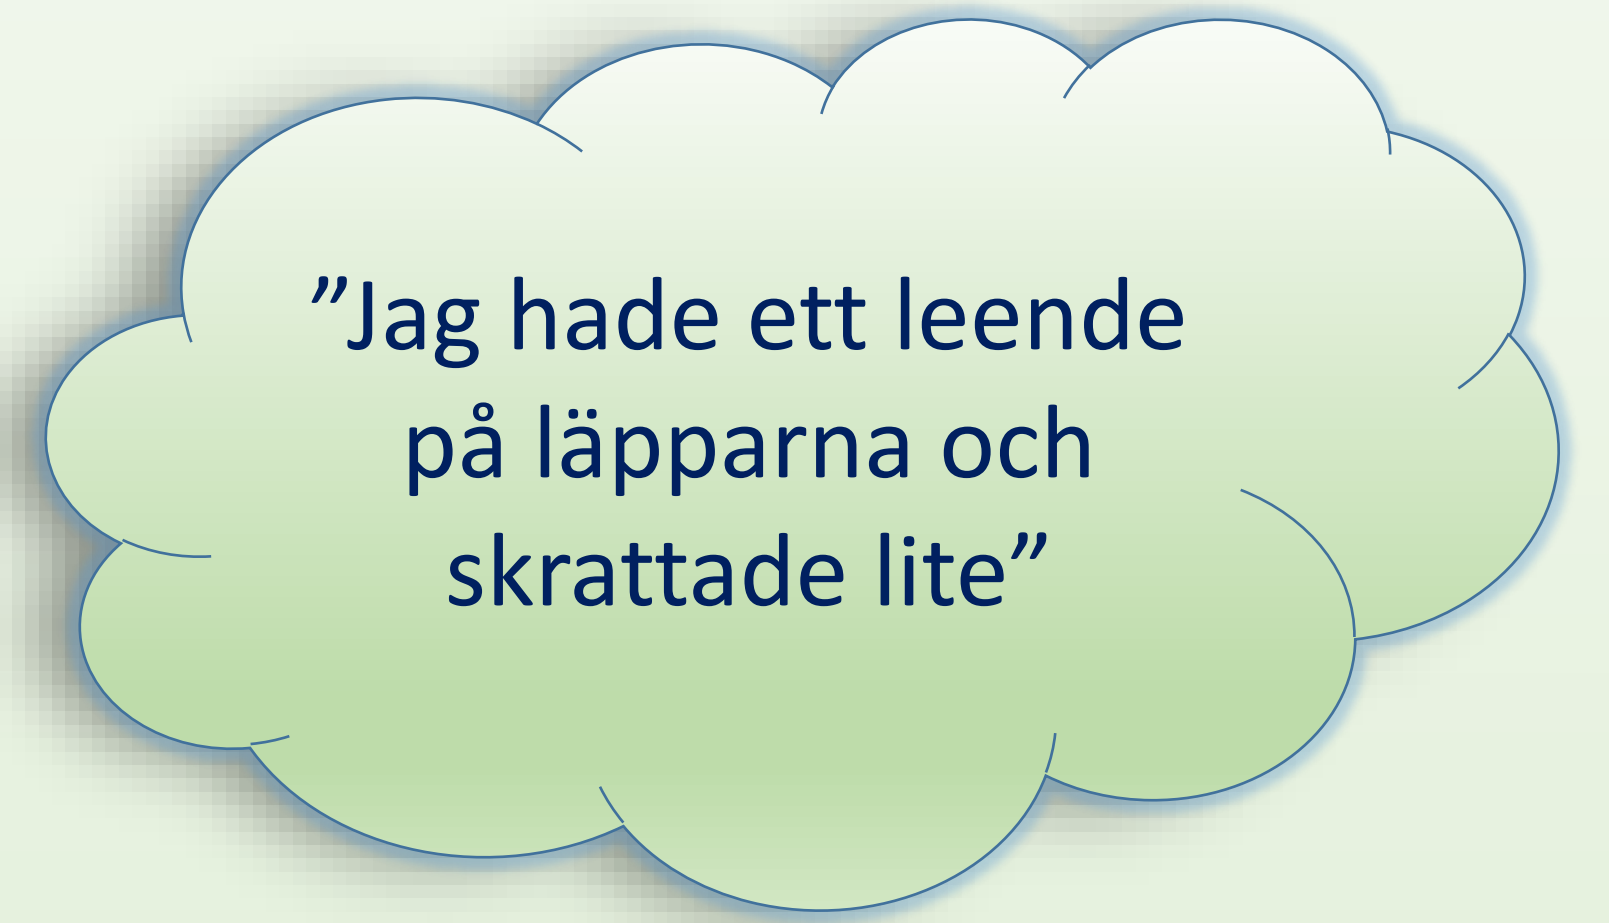 ”Jag hade ett leende
på läpparna och
skrattade lite”